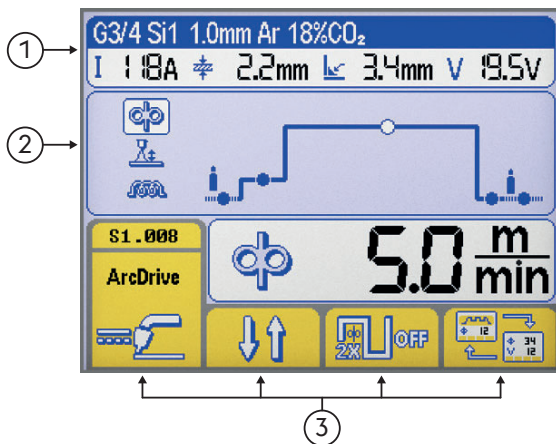 G3/4 Si1 1.0mm Ar 18%CO₂
1
I 118A 2.2mm 3.4mm V 19.5V
2
S1.008
ArcDrive
5.0 m/min
2X OFF
12
34
V 12
3